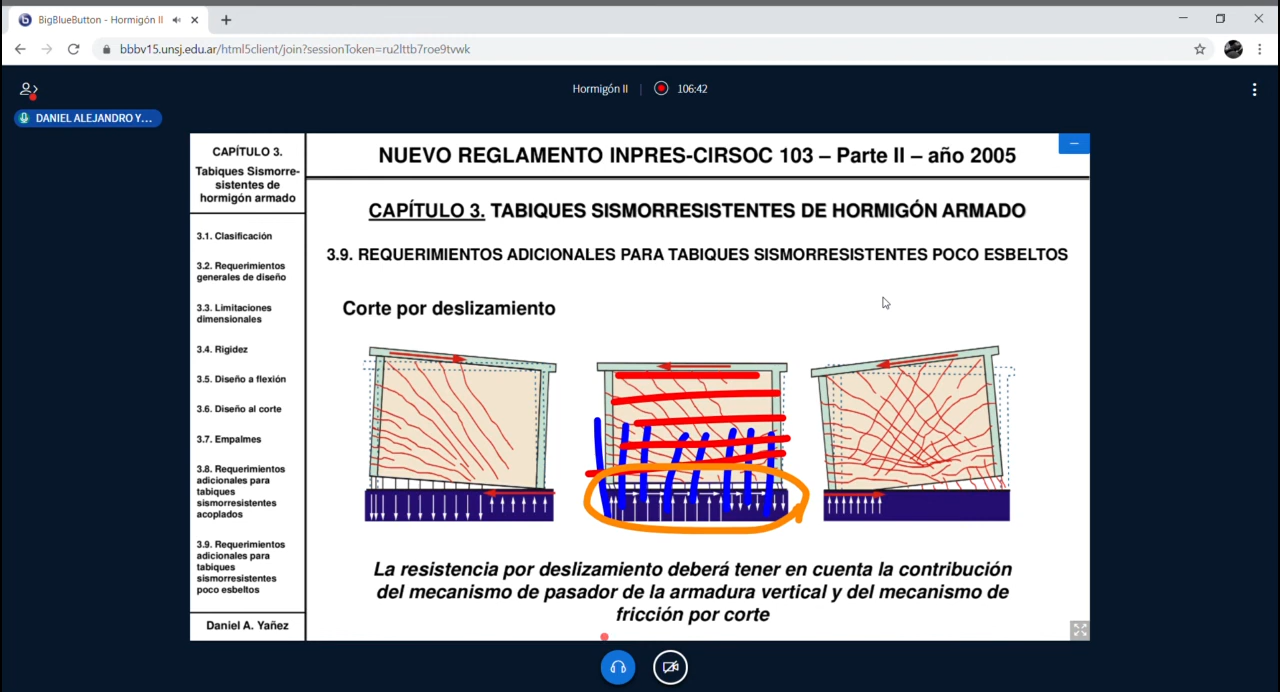 BigBlueButton - Hormigón II
bbbv15.unsj.edu.ar/html5client/join?sessionToken=ru2lttb7roe9tvwk
Hormigón II
106:42
DANIEL ALEJANDRO Y...
CAPÍTULO 3.
Tabiques Sismorre-
sistentes de
hormigón armado
3.1. Clasificación
3.2. Requerimientos
generales de diseño
3.3. Limitaciones
dimensionales
3.4. Rigidez
3.5. Diseño a flexión
3.6. Diseño al corte
3.7. Empalmes
3.8. Requerimientos
adicionales para
tabiques
sismorresistentes
acoplados
3.9. Requerimientos
adicionales para
tabiques
sismorresistentes
poco esbeltos
Daniel A. Yañez
NUEVO REGLAMENTO INPRES-CIRSOC 103 – Parte II – año 2005
CAPÍTULO 3. TABIQUES SISMORRESISTENTES DE HORMIGÓN ARMADO
3.9. REQUERIMIENTOS ADICIONALES PARA TABIQUES SISMORRESISTENTES POCO ESBELTOS
Corte por deslizamiento
La resistencia por deslizamiento deberá tener en cuenta la contribución
del mecanismo de pasador de la armadura vertical y del mecanismo de
fricción por corte